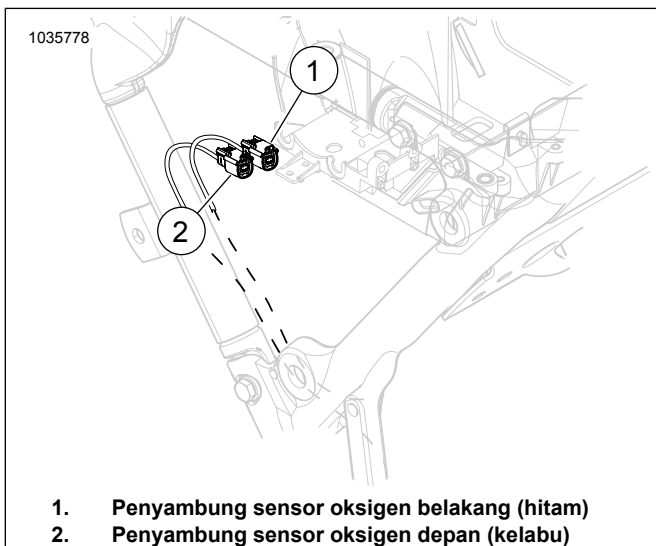 1035778
1
2
1. Penyambung sensor oksigen belakang (hitam)
2. Penyambung sensor oksigen depan (kelabu)